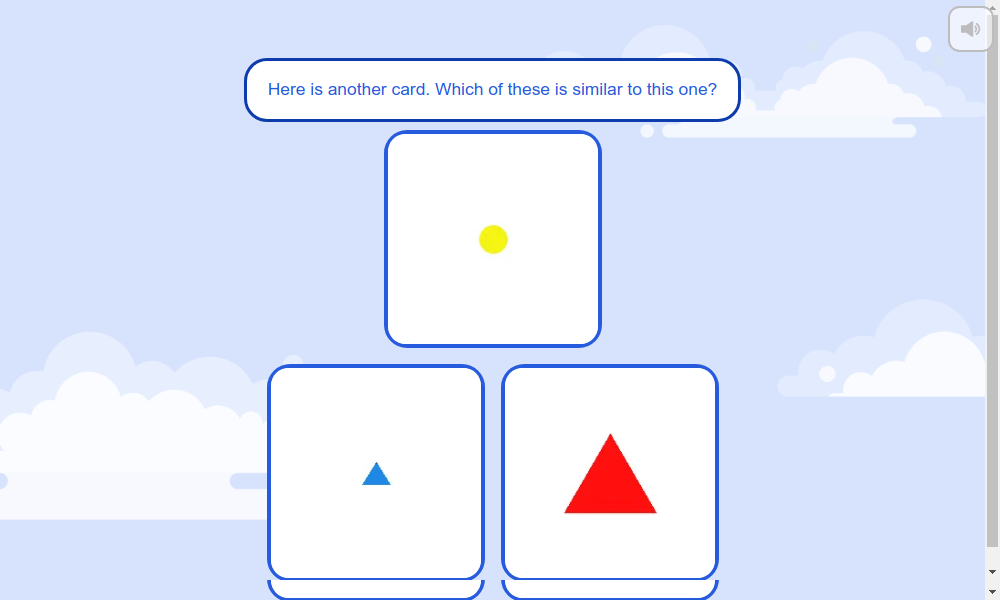 Here is another card. Which of these is similar to this one?